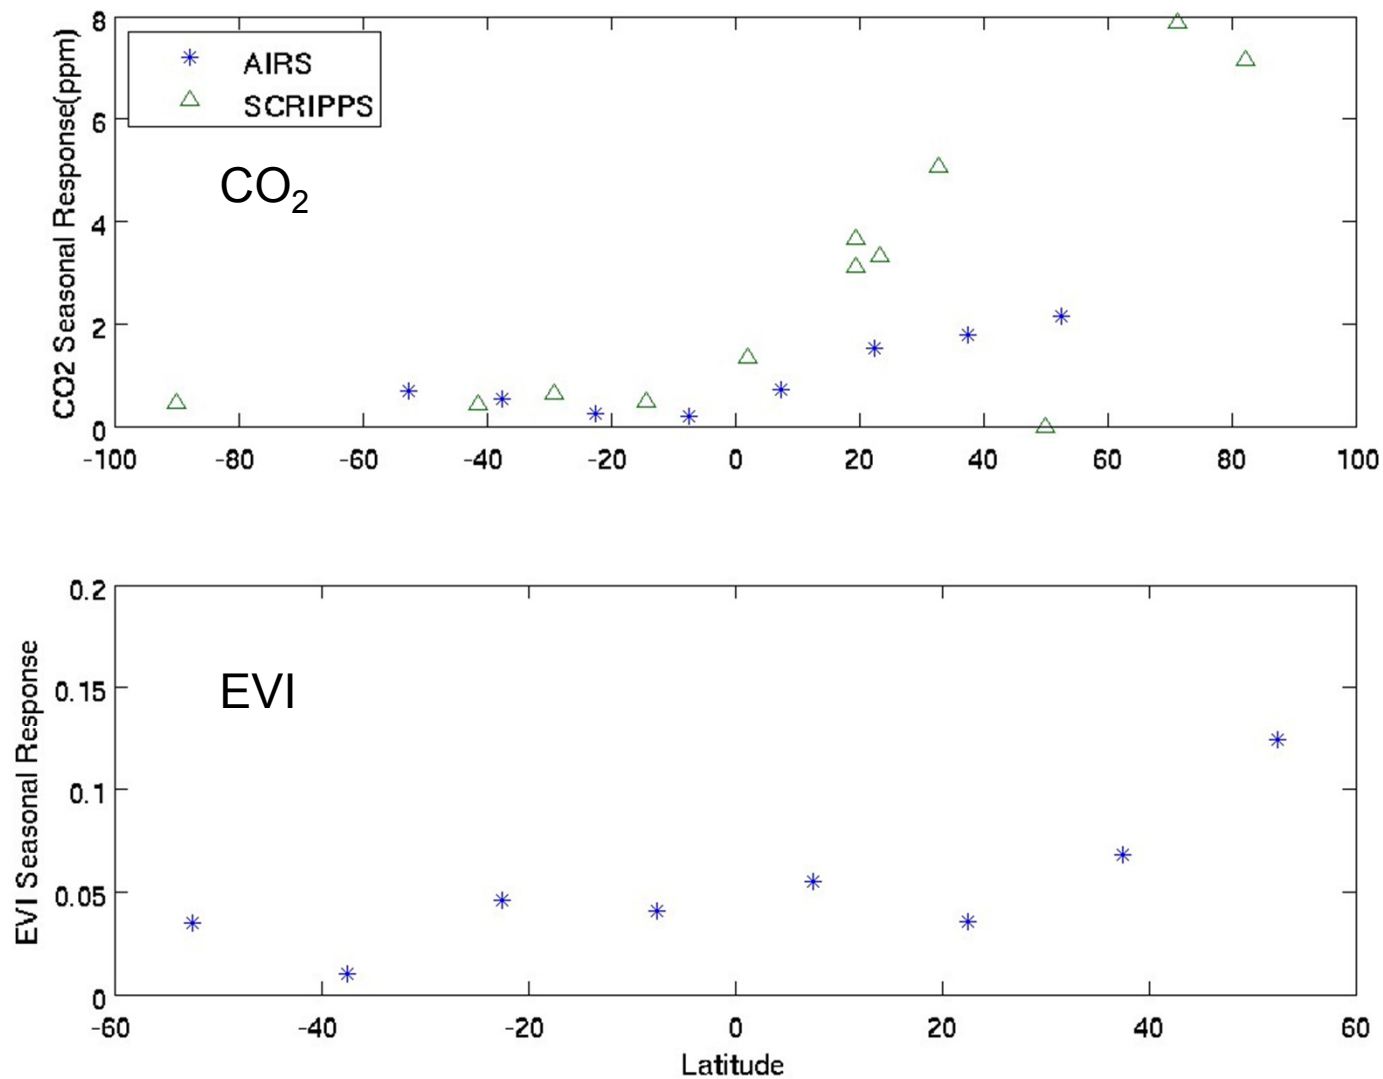 8
6
4
2
0
CO2 Seasonal Response(ppm)
AIRS
SCRIPPS
CO₂
-100 -80 -60 -40 -20 0 20 40 60 80 100
0.2
0.15
0.1
0.05
0
EVI Seasonal Response
EVI
-60 -40 -20 0 20 40 60
Latitude